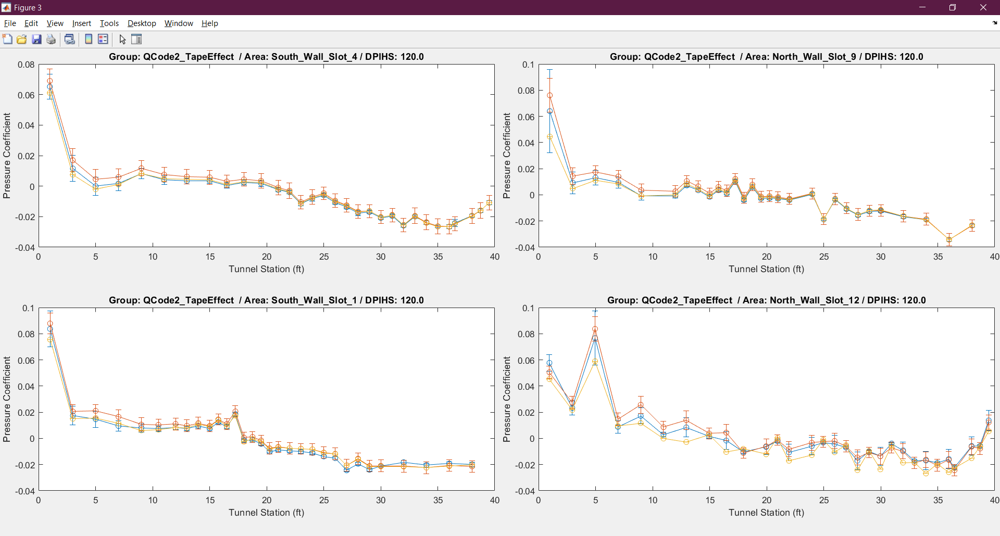 Figure 3
File Edit View Insert Tools Desktop Window Help
Group: QCode2_TapeEffect / Area: South_Wall_Slot_4 / DPIHS: 120.0
0.08
0.06
0.04
0.02
0
-0.02
-0.04
Pressure Coefficient
0 5 10 15 20 25 30 35 40
Tunnel Station (ft)
Group: QCode2_TapeEffect / Area: North_Wall_Slot_9 / DPIHS: 120.0
0.1
0.08
0.06
0.04
0.02
0
-0.02
-0.04
Pressure Coefficient
0 5 10 15 20 25 30 35 40
Tunnel Station (ft)
Group: QCode2_TapeEffect / Area: South_Wall_Slot_1 / DPIHS: 120.0
0.1
0.08
0.06
0.04
0.02
0
-0.02
-0.04
Pressure Coefficient
0 5 10 15 20 25 30 35 40
Tunnel Station (ft)
Group: QCode2_TapeEffect / Area: North_Wall_Slot_12 / DPIHS: 120.0
0.1
0.08
0.06
0.04
0.02
0
-0.02
-0.04
Pressure Coefficient
0 5 10 15 20 25 30 35 40
Tunnel Station (ft)